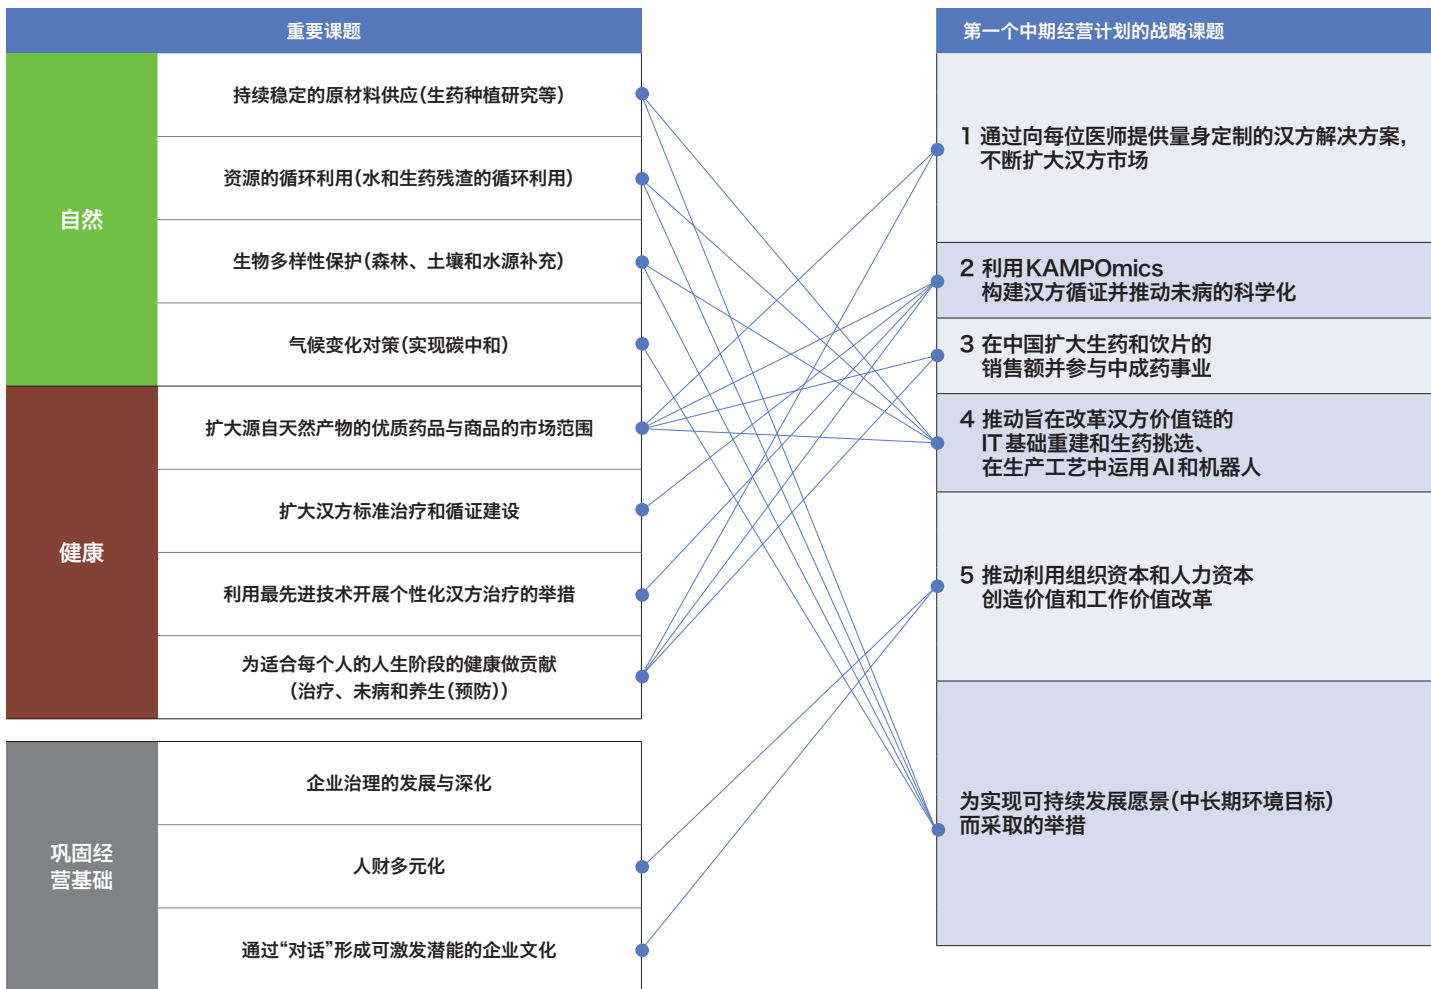 重要课题
自然
持续稳定的原材料供应(生药种植研究等)
资源的循环利用(水和生药残渣的循环利用)
生物多样性保护(森林、土壤和水源补充)
气候变化对策(实现碳中和)
健康
扩大源自天然产物的优质药品与商品的市场范围
扩大汉方标准治疗和循证建设
利用最先进技术开展个性化汉方治疗的举措
为适合每个人的人生阶段的健康做贡献
(治疗、未病和养生(预防))
巩固经
营基础
企业治理的发展与深化
人财多元化
通过“对话”形成可激发潜能的企业文化
第一个中期经营计划的战略课题
1 通过向每位医师提供量身定制的汉方解决方案,
不断扩大汉方市场
2 利用KAMPOmics
构建汉方循证并推动未病的科学化
3 在中国扩大生药和饮片的
销售额并参与中成药事业
4 推动旨在改革汉方价值链的
IT基础重建和生药挑选、
在生产工艺中运用AI和机器人
5 推动利用组织资本和人力资本
创造价值和工作价值改革
为实现可持续发展愿景(中长期环境目标)
而采取的举措